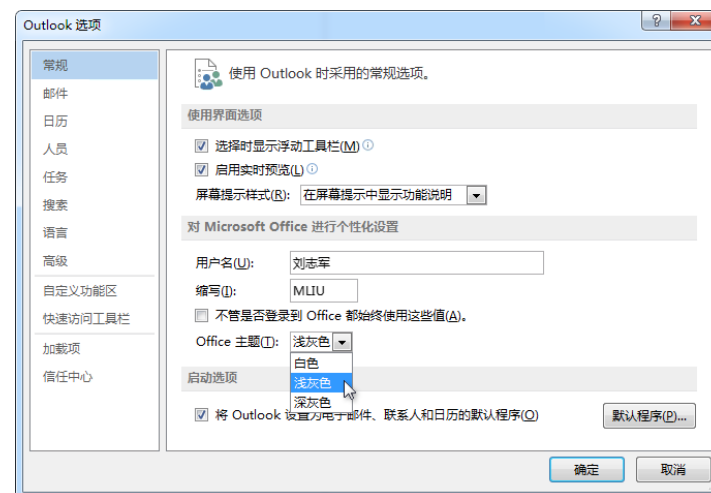 Outlook 选项
常规
邮件
日历
人员
任务
搜索
语言
高级
自定义功能区
快速访问工具栏
加载项
信任中心
使用 Outlook 时采用的常规选项。
使用界面选项
选择时显示浮动工具栏(M)
启用实时预览(L)
屏幕提示样式(R): 在屏幕提示中显示功能说明
对 Microsoft Office 进行个性化设置
用户名(U): 刘志军
缩写(I): MLIU
不管是否登录到 Office 都始终使用这些值(A)。
Office 主题(T): 浅灰色
白色
浅灰色
深灰色
启动选项
将 Outlook 设置为电子邮件、联系人和日历的默认程序(O) 默认程序(P)...
确定 取消